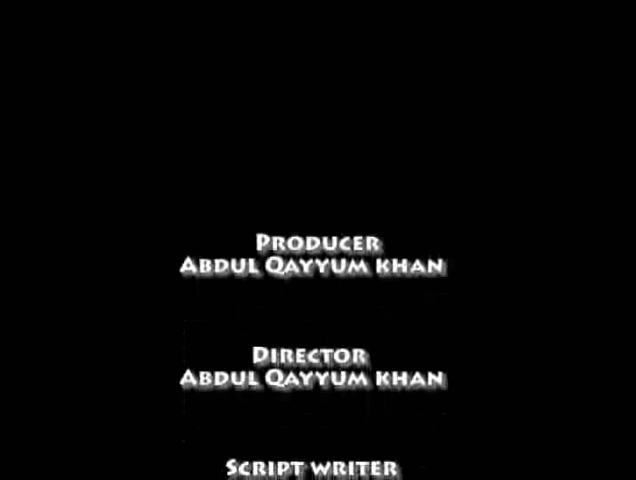 Producer
Abdul Qayyum khan
Director
Abdul Qayyum khan
Script writer